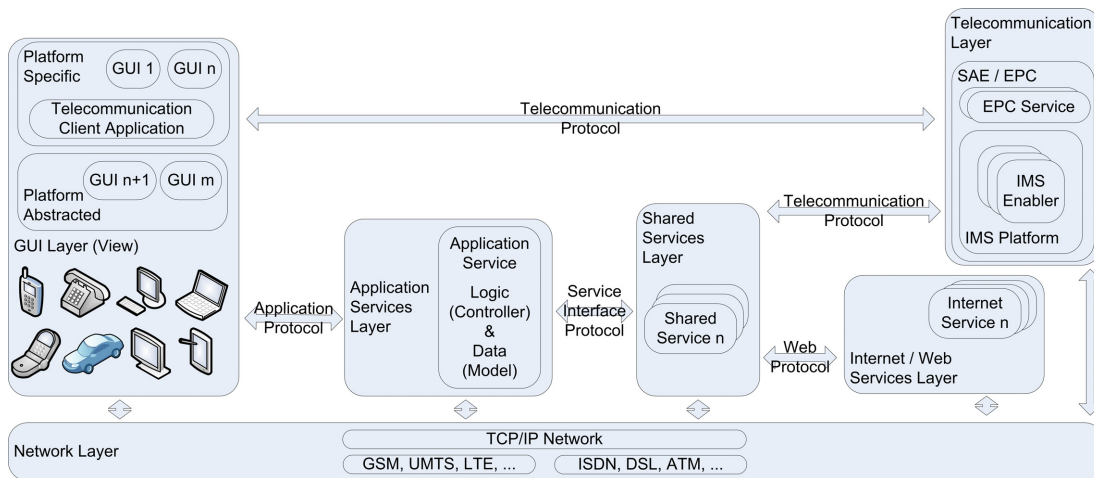 Platform
Specific
GUI 1
GUI n
Telecommunication
Client Application
Platform
Abstracted
GUI n+1
GUI m
GUI Layer (View)
Telecommunication
Protocol
Application
Protocol
Application
Services
Layer
Application
Service
Logic
(Controller)
&
Data
(Model)
Service
Interface
Protocol
Shared
Services
Layer
Shared
Service n
Telecommunication
Protocol
Web
Protocol
Telecommunication
Layer
SAE / EPC
EPC Service
IMS
Enabler
IMS Platform
Internet
Service n
Internet / Web
Services Layer
Network Layer
TCP/IP Network
GSM, UMTS, LTE, ...
ISDN, DSL, ATM, ...